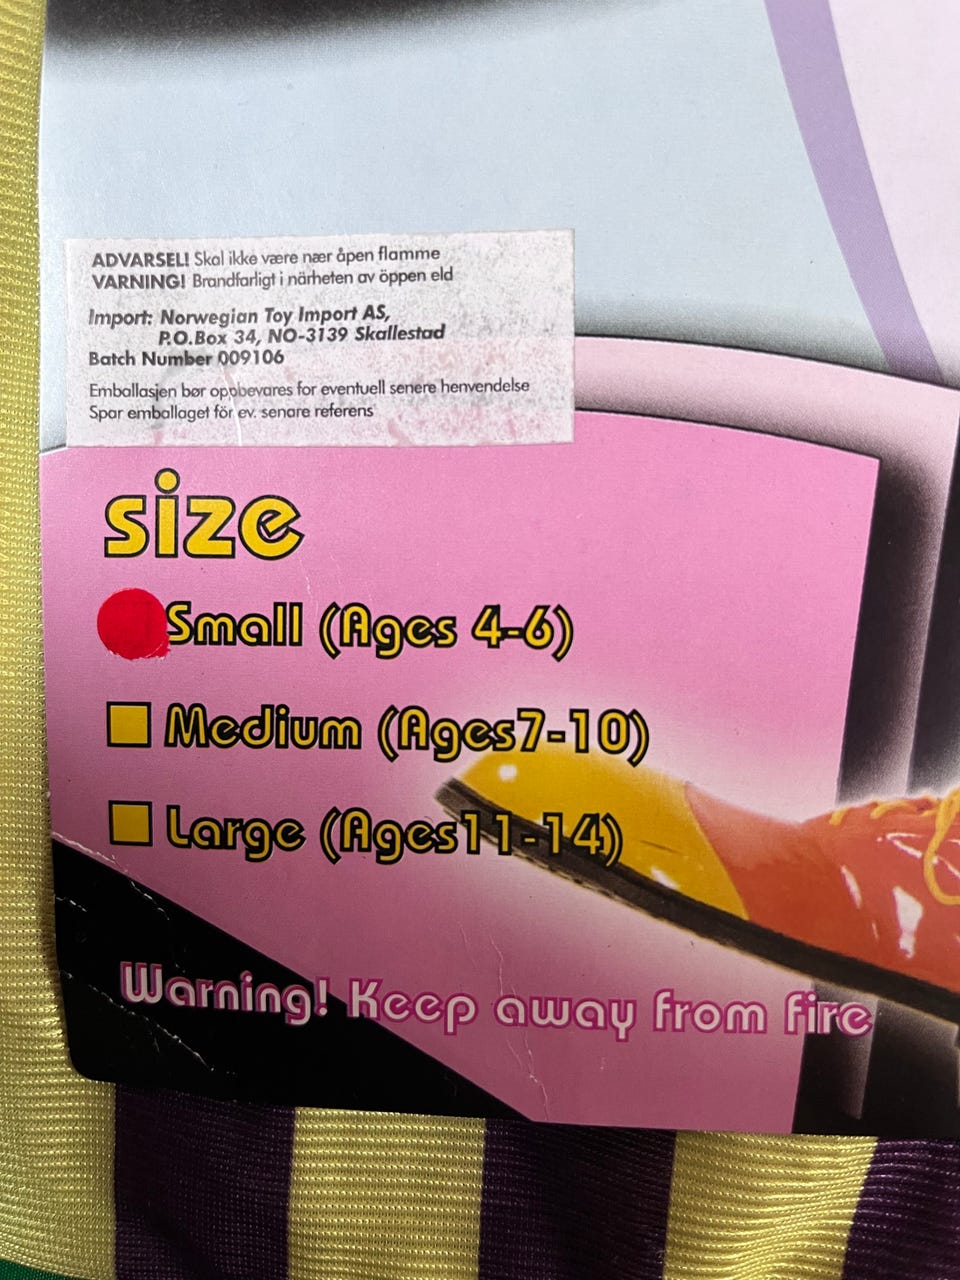 ADVARSEL! Skal ikke være nær åpen flamme
VARNING! Brandfarligt i närheten av öppen eld
Import: Norwegian Toy Import AS,
P.O.Box 34, NO-3139 Skallestad
Batch Number 009106
Emballasjen bør oppbevares for eventuell senere henvendelse
Spar emballaget för ev. senare referens
size
Small (Ages 4-6)
Medium (Ages7-10)
Large (Ages11-14)
Warning! Keep away from fire